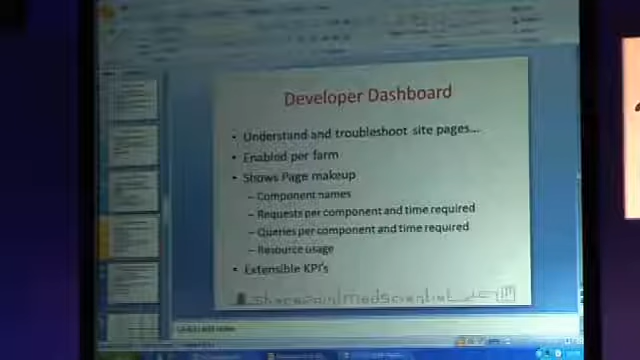 Developer Dashboard
• Understand and troubleshoot site pages...
• Enabled per farm
• Shows Page makeup
– Component names
– Requests per component and time required
– Queries per component and time required
– Resource usage
• Extensible KPI's